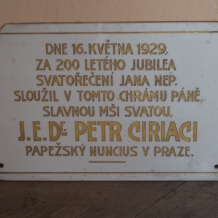 DNE 16. KVĚTNA 1929,
ZA 200 LETÉHO JUBILEA
SVATOŘEČENÍ JANA NEP.
SLOUŽIL V TOMTO CHRÁMU PÁNĚ
SLAVNOU MŠI SVATOU,
J.E.DR. PETR CIRIACI
PAPEŽSKÝ NUNCIUS V PRAZE.